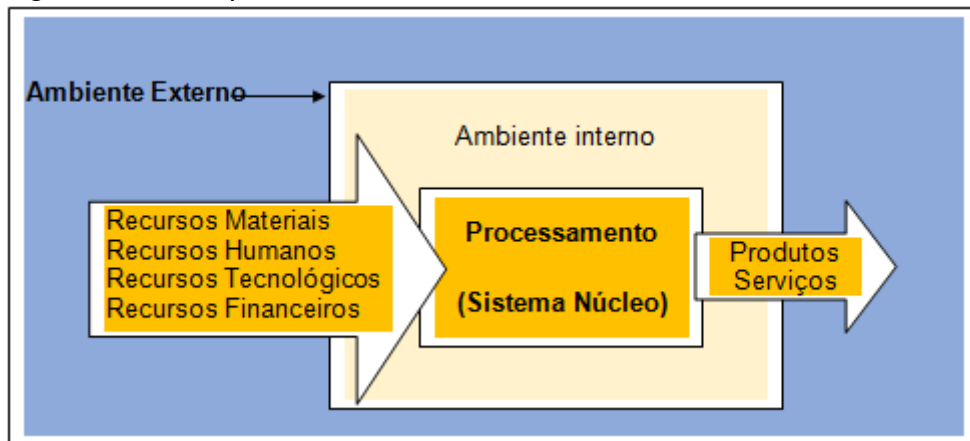 Ambiente Externo
Ambiente interno
Recursos Materiais
Recursos Humanos
Recursos Tecnológicos
Recursos Financeiros
Processamento
(Sistema Núcleo)
Produtos
Serviços